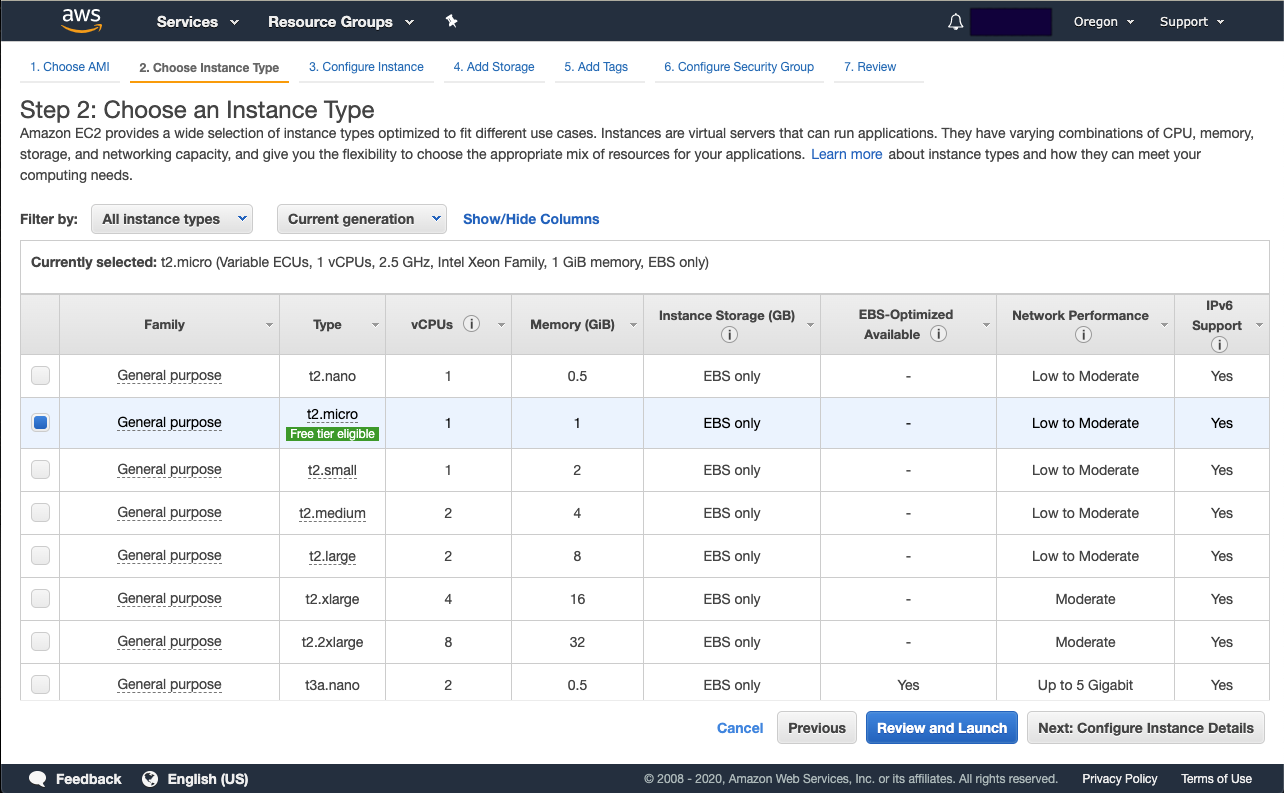 aws Services Resource Groups Oregon Support
1. Choose AMI 2. Choose Instance Type 3. Configure Instance 4. Add Storage 5. Add Tags 6. Configure Security Group 7. Review
Step 2: Choose an Instance Type
Amazon EC2 provides a wide selection of instance types optimized to fit different use cases. Instances are virtual servers that can run applications. They have varying combinations of CPU, memory,
storage, and networking capacity, and give you the flexibility to choose the appropriate mix of resources for your applications. Learn more about instance types and how they can meet your
computing needs.
Filter by: All instance types Current generation Show/Hide Columns
Currently selected: t2.micro (Variable ECUs, 1 vCPUs, 2.5 GHz, Intel Xeon Family, 1 GiB memory, EBS only)
Family Type vCPUs i Memory (GiB) Instance Storage (GB) i EBS-Optimized Available i Network Performance i IPv6 Support i
General purpose t2.nano 1 0.5 EBS only - Low to Moderate Yes
General purpose t2.micro Free tier eligible 1 1 EBS only - Low to Moderate Yes
General purpose t2.small 1 2 EBS only - Low to Moderate Yes
General purpose t2.medium 2 4 EBS only - Low to Moderate Yes
General purpose t2.large 2 8 EBS only - Low to Moderate Yes
General purpose t2.xlarge 4 16 EBS only - Moderate Yes
General purpose t2.2xlarge 8 32 EBS only - Moderate Yes
General purpose t3a.nano 2 0.5 EBS only Yes Up to 5 Gigabit Yes
Cancel Previous Review and Launch Next: Configure Instance Details
Feedback English (US) © 2008 - 2020, Amazon Web Services, Inc. or its affiliates. All rights reserved. Privacy Policy Terms of Use